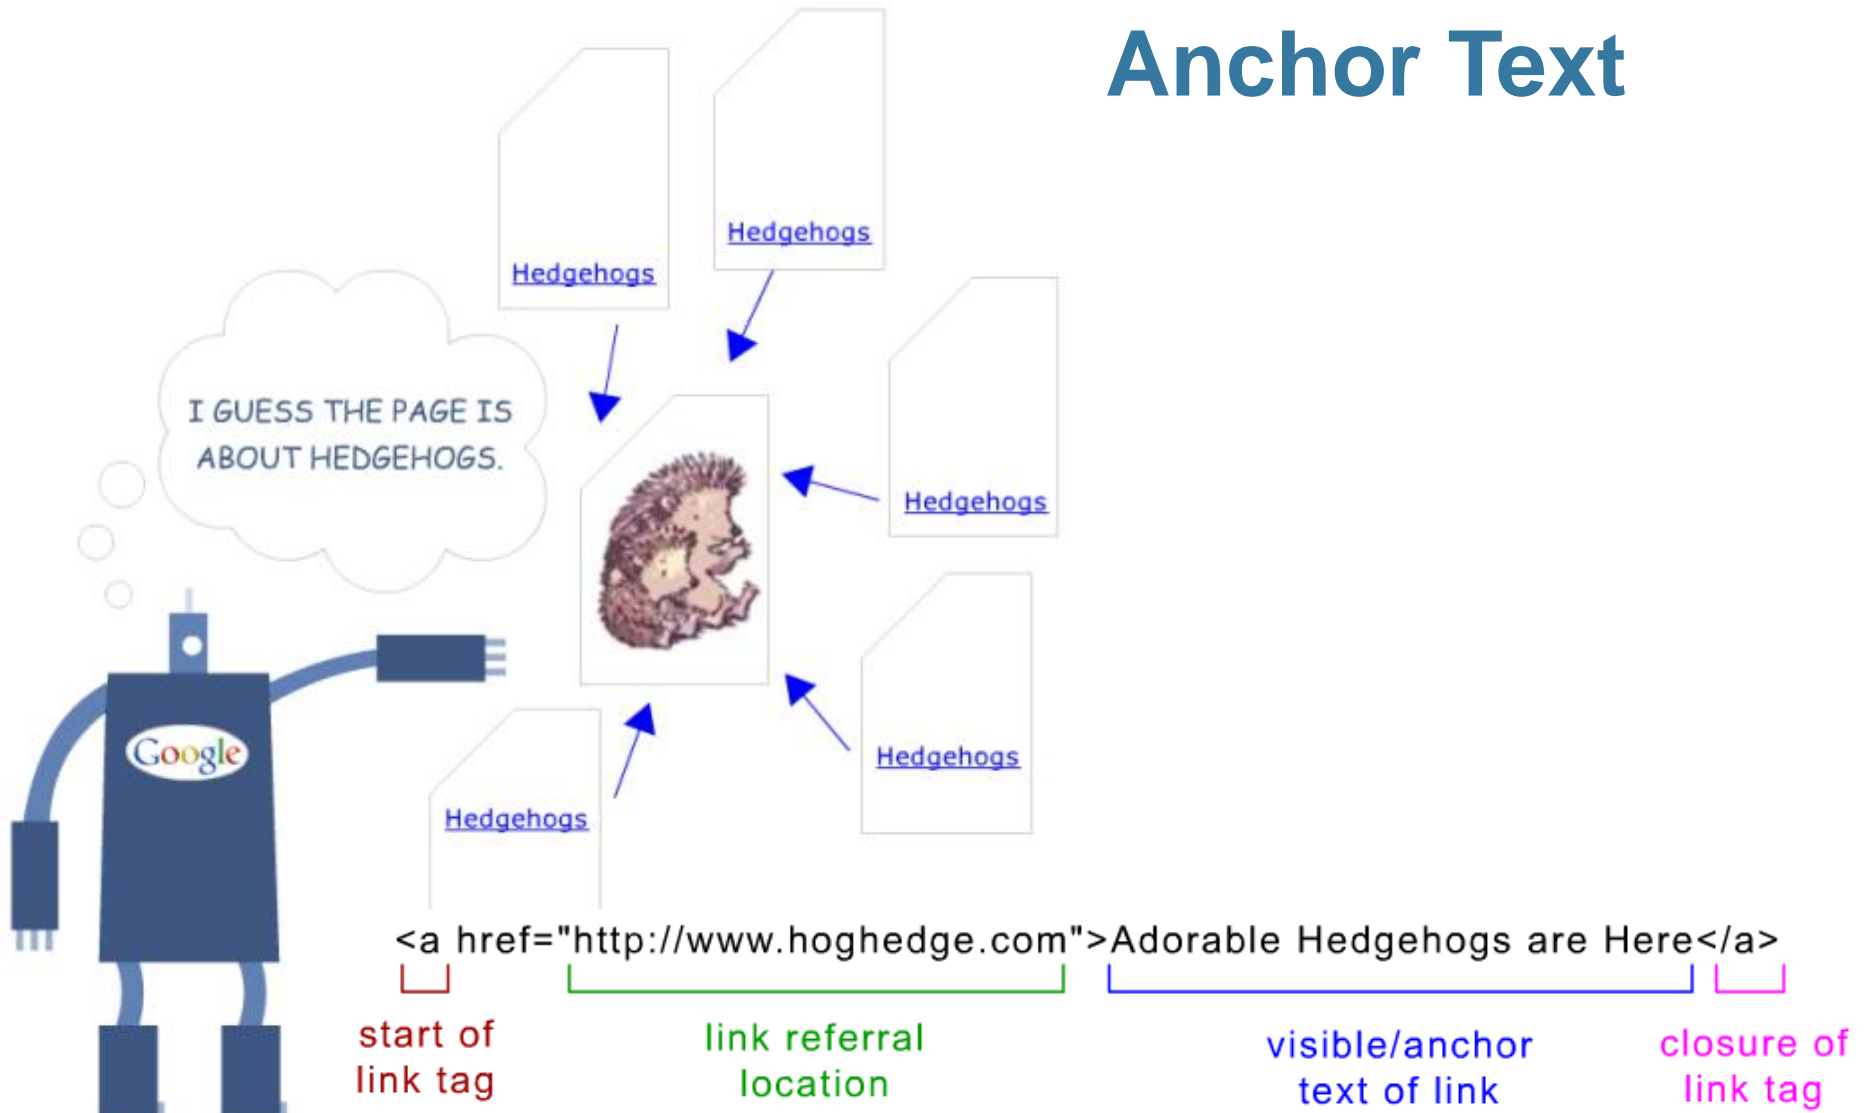 Anchor Text
Hedgehogs
Hedgehogs
I GUESS THE PAGE IS
ABOUT HEDGEHOGS.
Hedgehogs
Google
Hedgehogs
Hedgehogs
<a href="http://www.hoghedge.com">Adorable Hedgehogs are Here</a>
start of
link tag
link referral
location
visible/anchor
text of link
closure of
link tag